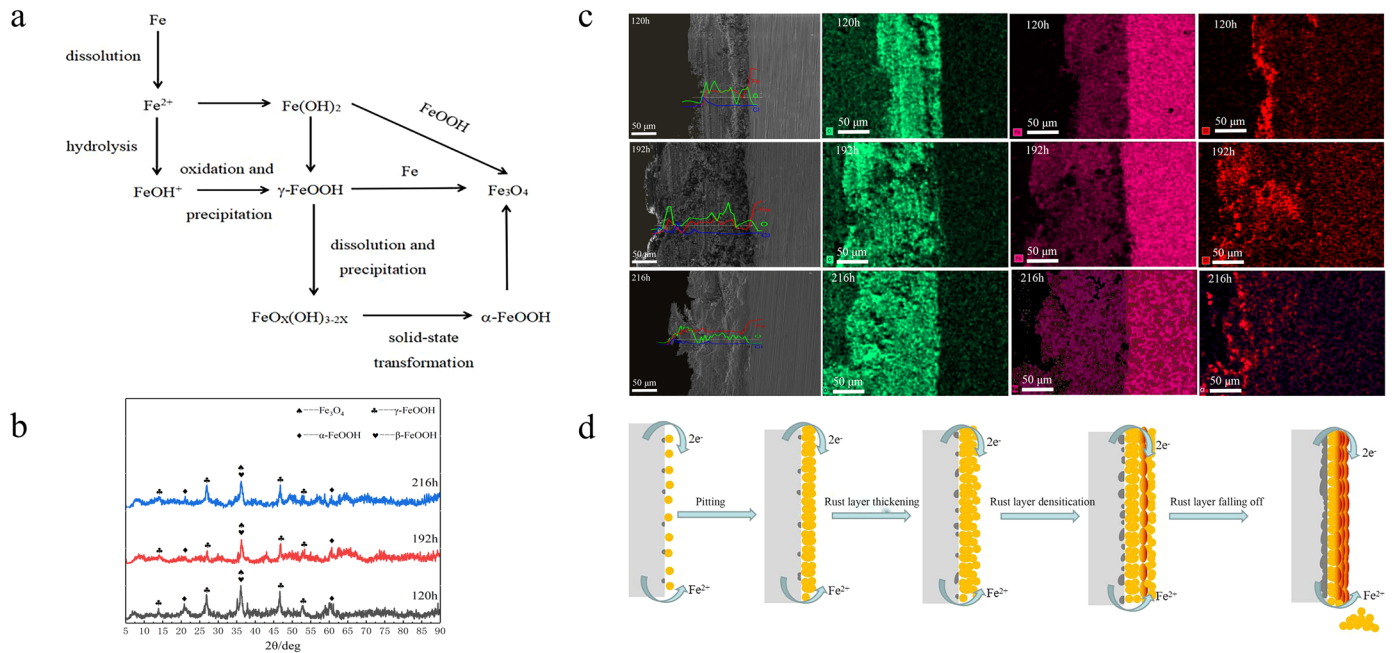 a
Fe
dissolution
Fe²⁺
Fe(OH)₂
FeOOH
hydrolysis
oxidation and
FeOH⁺
γ-FeOOH
Fe
Fe₃O₄
precipitation
dissolution and
precipitation
FeOX(OH)3-2X
α-FeOOH
solid-state
transformation
b
Fe₃O₄
γ-FeOOH
α-FeOOH
β-FeOOH
216h
192h
120h
5 10 15 20 25 30 35 40 45 50 55 60 65 70 75 80 85 90
2θ/deg
c
120h
50 μm
50 μm
120h
50 μm
120h
50 μm
192h
50 μm
192h
50 μm
192h
50 μm
192h
50 μm
216h
50 μm
216h
50 μm
216h
50 μm
216h
50 μm
d
2e-
Fe²⁺
Pitting
2e-
Fe²⁺
Rust layer thickening
2e-
Fe²⁺
Rust layer densitication
2e-
Fe²⁺
Rust layer falling off
2e-
Fe²⁺